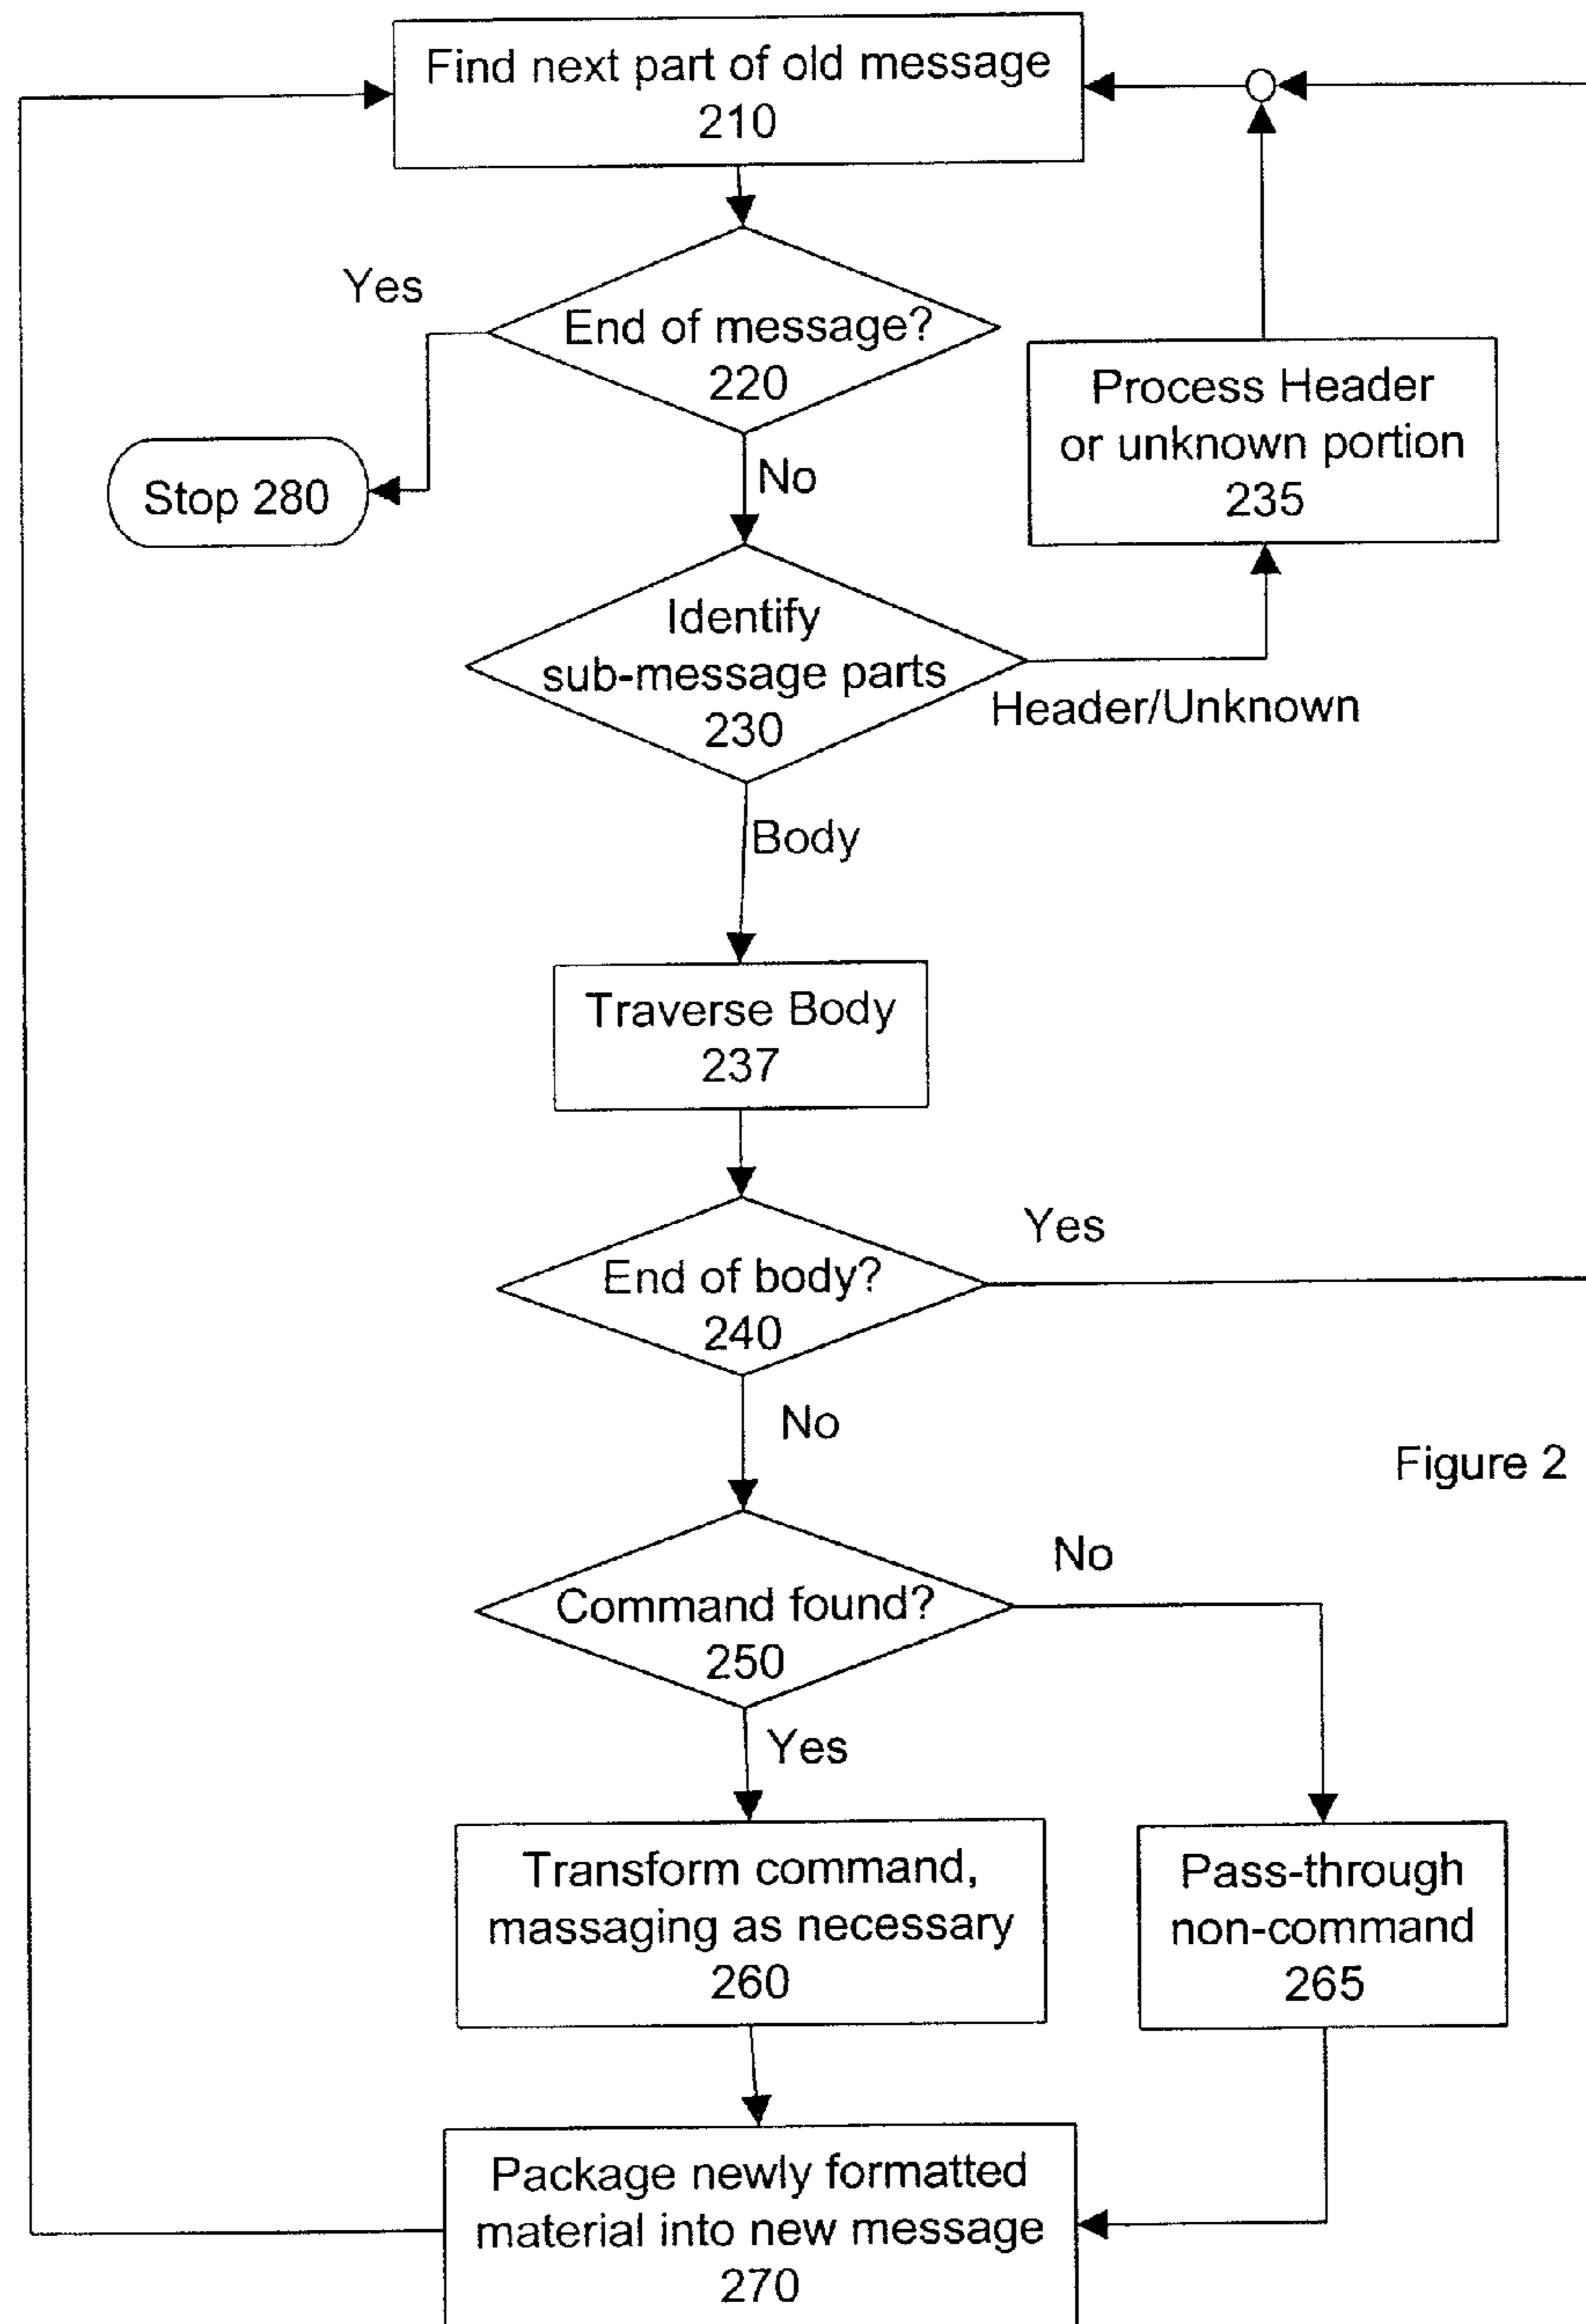 Find next part of old message
210
Yes
End of message?
220
Process Header
or unknown portion
235
Stop 280
No
Identify
sub-message parts
230
Header/Unknown
Body
Traverse Body
237
Yes
End of body?
240
No
Figure 2
No
Command found?
250
Yes
Transform command,
massaging as necessary
260
Pass-through
non-command
265
Package newly formatted
material into new message
270